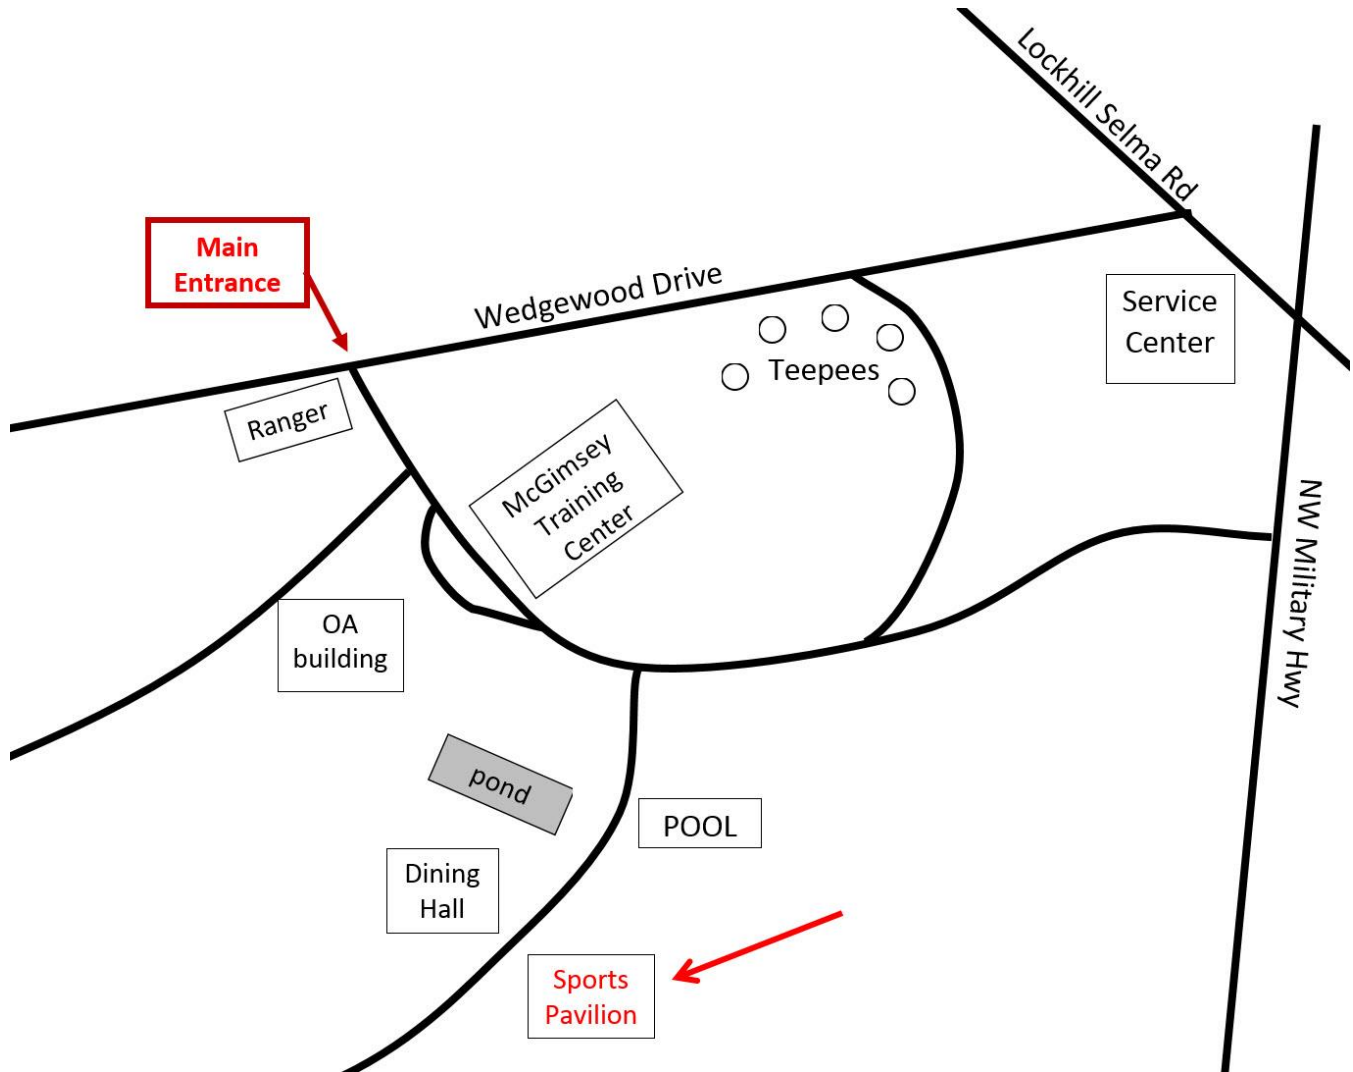 Lockhill Selma Rd
Main
Entrance
Wedgewood Drive
Service
Center
Teepees
Ranger
McGimsey
Training
Center
NW Military Hwy
OA
building
pond
POOL
Dining
Hall
Sports
Pavilion